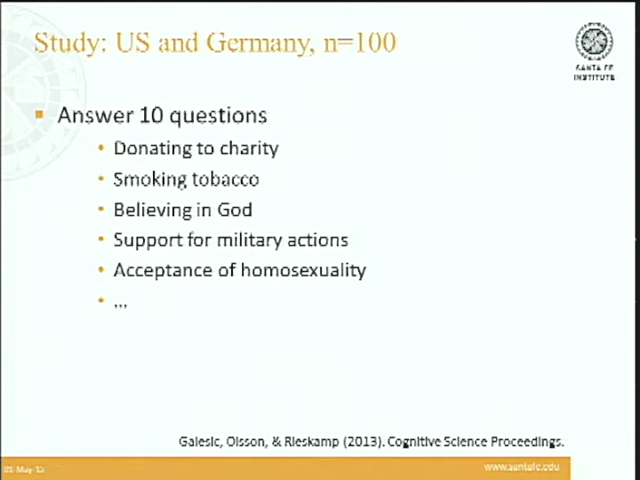 Study: US and Germany, n=100
SANTA FE
INSTITUTE
Answer 10 questions
Donating to charity
Smoking tobacco
Believing in God
Support for military actions
Acceptance of homosexuality
...
Galesic, Olsson, & Rieskamp (2013). Cognitive Science Proceedings.
www.santafe.edu